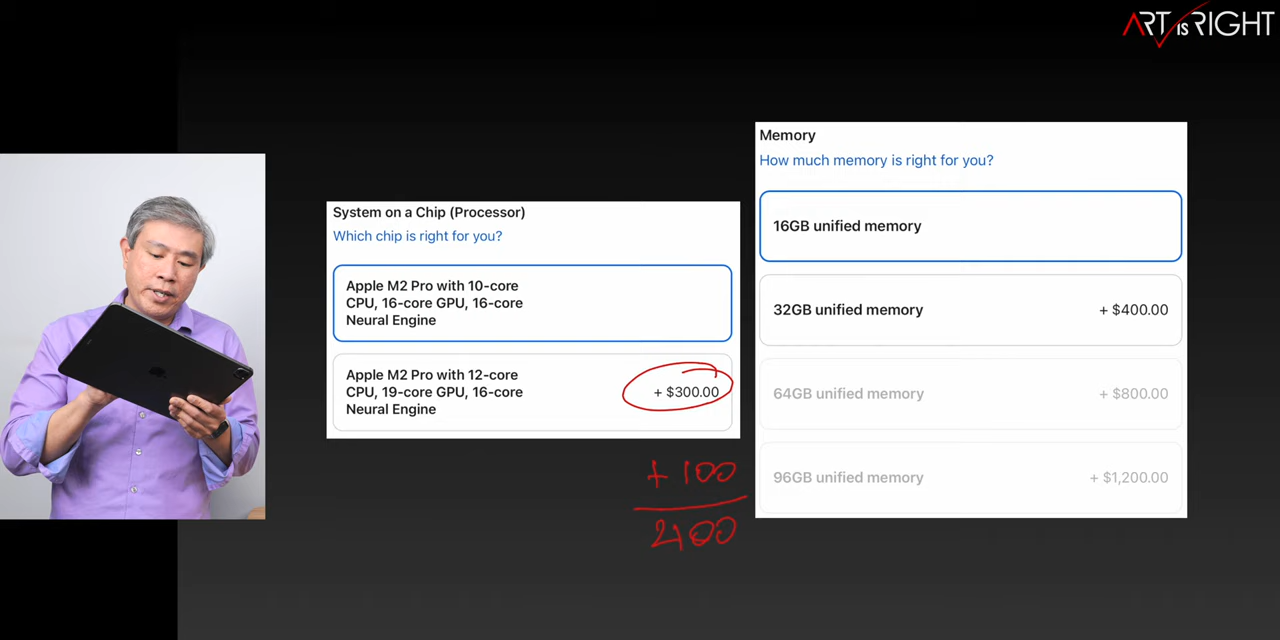 ART IS RIGHT
System on a Chip (Processor)
Which chip is right for you?
Apple M2 Pro with 10-core
CPU, 16-core GPU, 16-core
Neural Engine
Apple M2 Pro with 12-core
CPU, 19-core GPU, 16-core
Neural Engine
+ $300.00
+ 100
400
Memory
How much memory is right for you?
16GB unified memory
32GB unified memory + $400.00
64GB unified memory + $800.00
96GB unified memory + $1,200.00